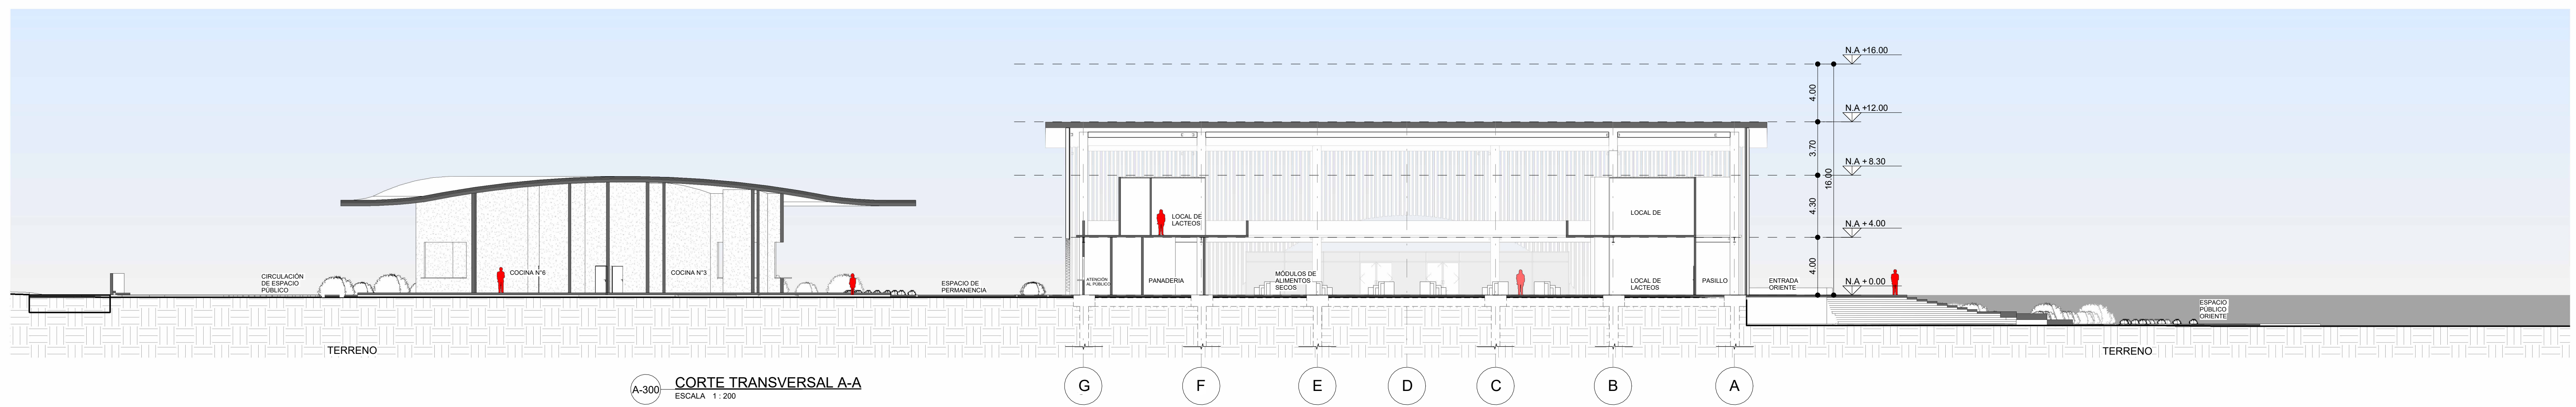 N.A +16.00
4.00
N.A +12.00
3.70
N.A + 8.30
16.00
4.30
N.A + 4.00
4.00
N.A + 0.00
LOCAL DE
LACTEOS
LOCAL DE
CIRCULACIÓN
DE ESPACIO
PÚBLICO
COCINA N°6
COCINA N°3
ESPACIO DE
PERMANENCIA
ATENCIÓN
AL PÚBLICO
PANADERIA
MÓDULOS DE
ALIMENTOS
SECOS
LOCAL DE
LACTEOS
PASILLO
ENTRADA
ORIENTE
ESPACIO
PÚBLICO
ORIENTE
TERRENO
TERRENO
A-300
CORTE TRANSVERSAL A-A
ESCALA 1 : 200
G
F
E
D
C
B
A